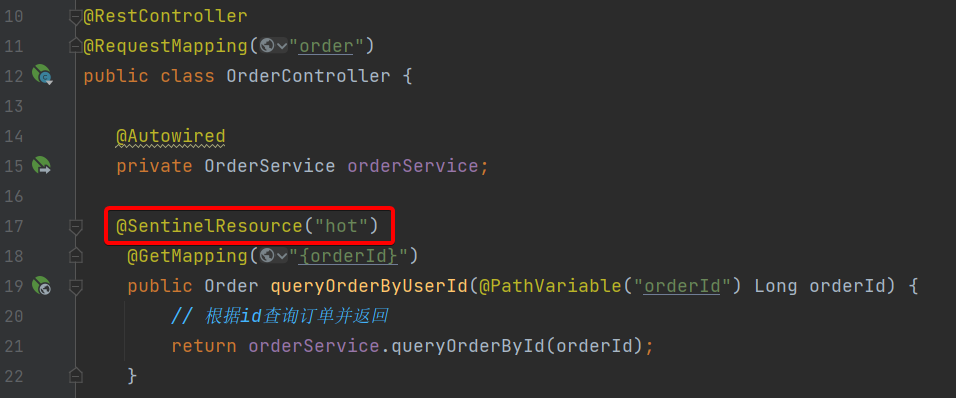 10 @RestController
11 @RequestMapping("order")
12 public class OrderController {
13
14 @Autowired
15 private OrderService orderService;
16
17 @SentinelResource("hot")
18 @GetMapping("{orderId}")
19 public Order queryOrderByUserId(@PathVariable("orderId") Long orderId) {
20 // 根据id查询订单并返回
21 return orderService.queryOrderById(orderId);
22 }